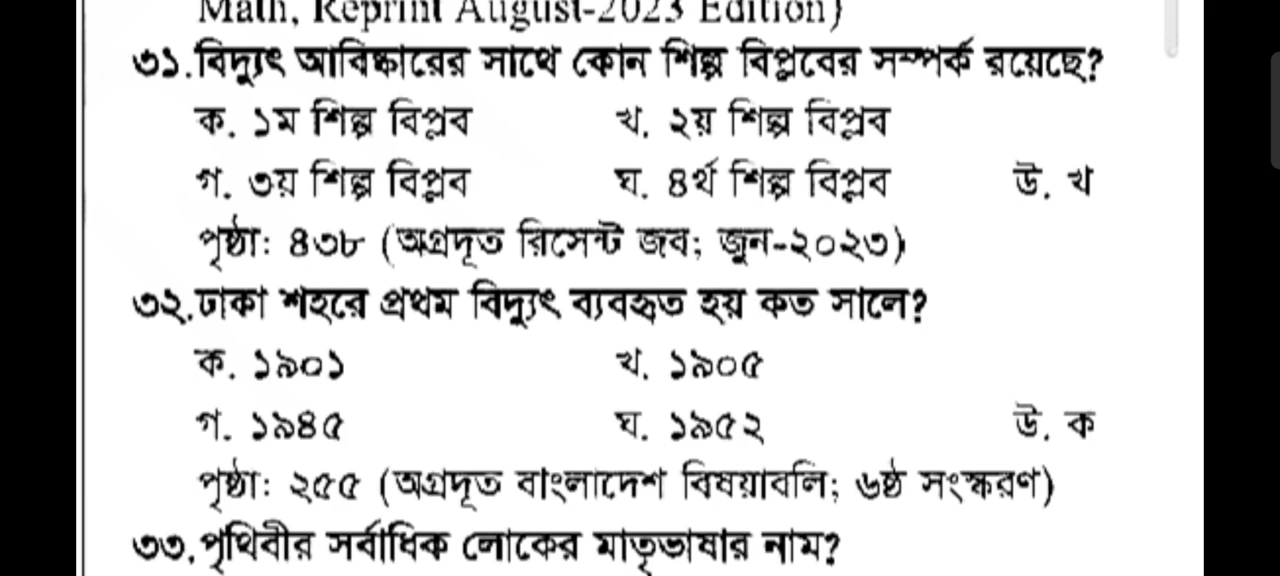 Math, Reprint August-2023 Edition)
৩১.বিদ্যুৎ আবিষ্কারের সাথে কোন শিল্প বিপ্লবের সম্পর্ক রয়েছে?
ক. ১ম শিল্প বিপ্লব খ. ২য় শিল্প বিপ্লব
গ. ৩য় শিল্প বিপ্লব ঘ. ৪র্থ শিল্প বিপ্লব উ. খ
পৃষ্ঠা: ৪৩৮ (অগ্রদূত রিসেন্ট জব; জুন-২০২৩)
৩২.ঢাকা শহরে প্রথম বিদ্যুৎ ব্যবহৃত হয় কত সালে?
ক. ১৯০১ খ. ১৯০৫
গ. ১৯৪৫ ঘ. ১৯৫২ উ. ক
পৃষ্ঠা: ২৫৫ (অগ্রদূত বাংলাদেশ বিষয়াবলি; ৬ষ্ঠ সংস্করণ)
৩৩.পৃথিবীর সর্বাধিক লোকের মাতৃভাষার নাম?